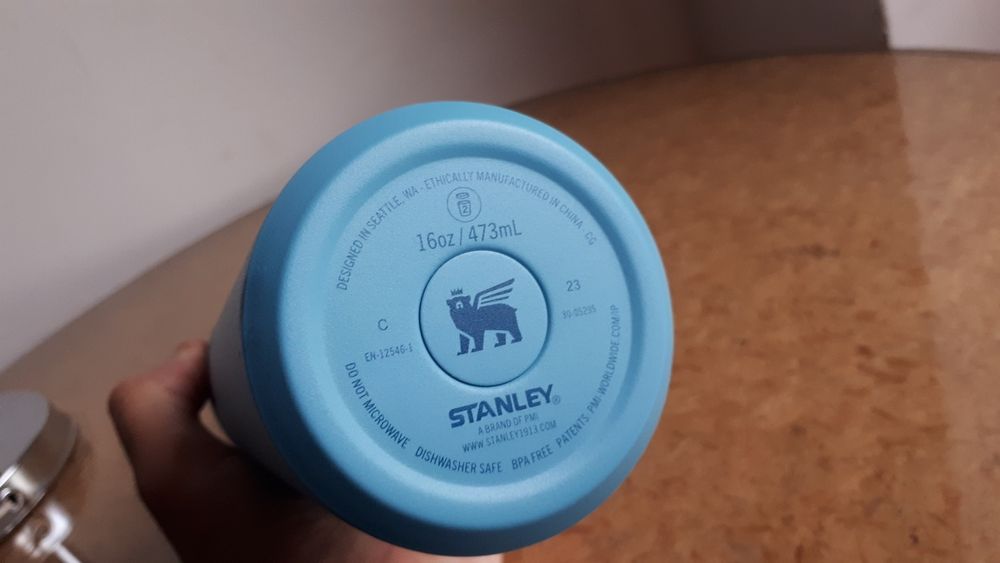 DESIGNED IN SEATTLE, WA - ETHICALLY MANUFACTURED IN CHINA - CG
2
16oz / 473mL
C
23
EN-12546-1
30-05295
STANLEY®
A BRAND OF PMI
WWW.STANLEY1913.COM
DO NOT MICROWAVE DISHWASHER SAFE BPA FREE PATENTS: PMI-WORLDWIDE.COM/IP